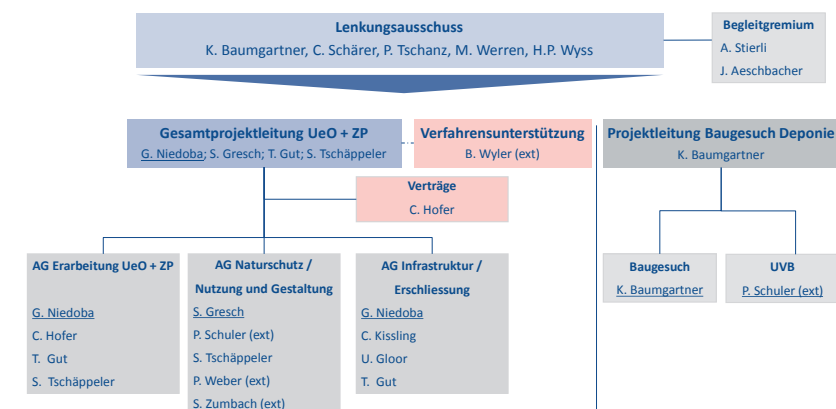 Lenkungsausschuss
K. Baumgartner, C. Schärer, P. Tschanz, M. Werren, H.P. Wyss
Begleitgremium
A. Stierli
J. Aeschbacher
Gesamtprojektleitung UeO + ZP
G. Niedoba; S. Gresch; T. Gut; S. Tschäppeler
Verfahrensunterstützung
B. Wyler (ext)
Projektleitung Baugesuch Deponie
K. Baumgartner
Verträge
C. Hofer
AG Erarbeitung UeO + ZP
G. Niedoba
C. Hofer
T. Gut
S. Tschäppeler
AG Naturschutz /
Nutzung und Gestaltung
S. Gresch
P. Schuler (ext)
S. Tschäppeler
P. Weber (ext)
S. Zumbach (ext)
AG Infrastruktur /
Erschliessung
G. Niedoba
C. Kissling
U. Gloor
T. Gut
Baugesuch
K. Baumgartner
UVB
P. Schuler (ext)